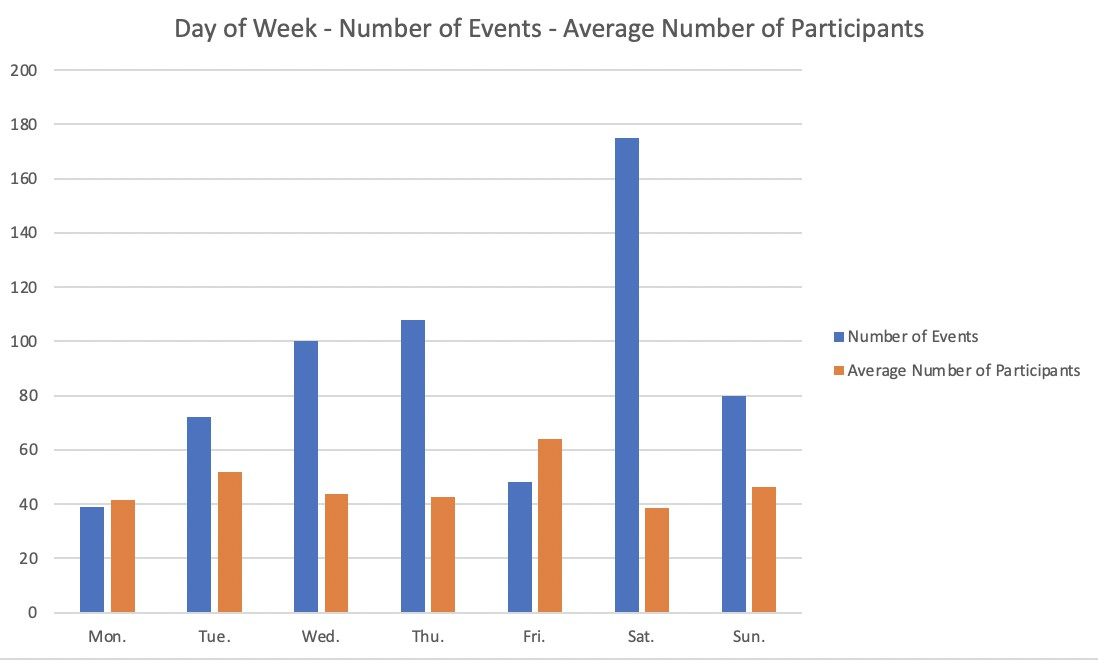 Day of Week - Number of Events - Average Number of Participants
200
180
160
140
120
100
80
60
40
20
0
Mon. Tue. Wed. Thu. Fri. Sat. Sun.
Number of Events
Average Number of Participants